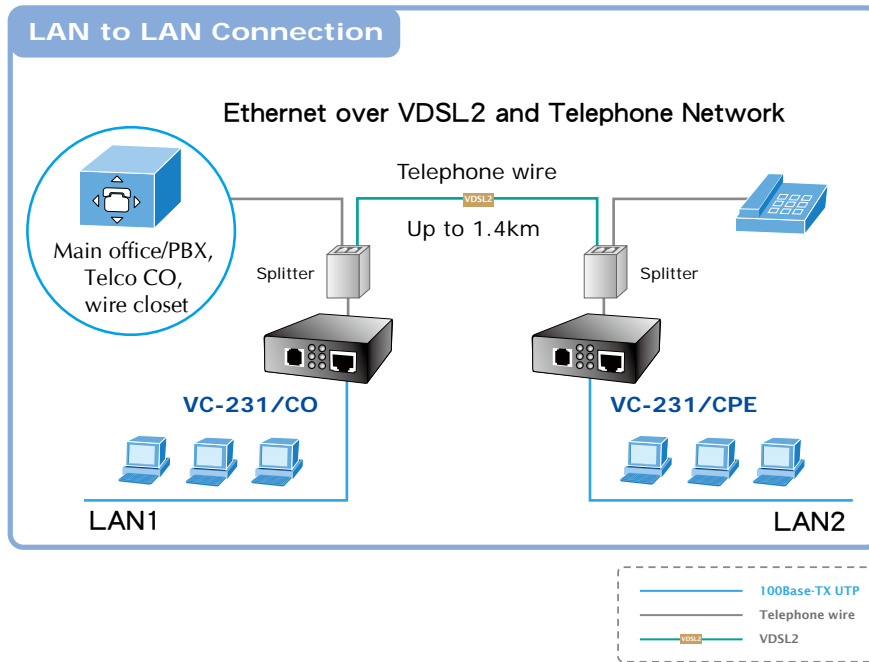 LAN to LAN Connection
Ethernet over VDSL2 and Telephone Network
Telephone wire
VDSL2
Up to 1.4km
Main office/PBX,
Telco CO,
wire closet
Splitter
Splitter
VC-231/CO
VC-231/CPE
LAN1
LAN2
100Base-TX UTP
Telephone wire
VDSL2
VDSL2